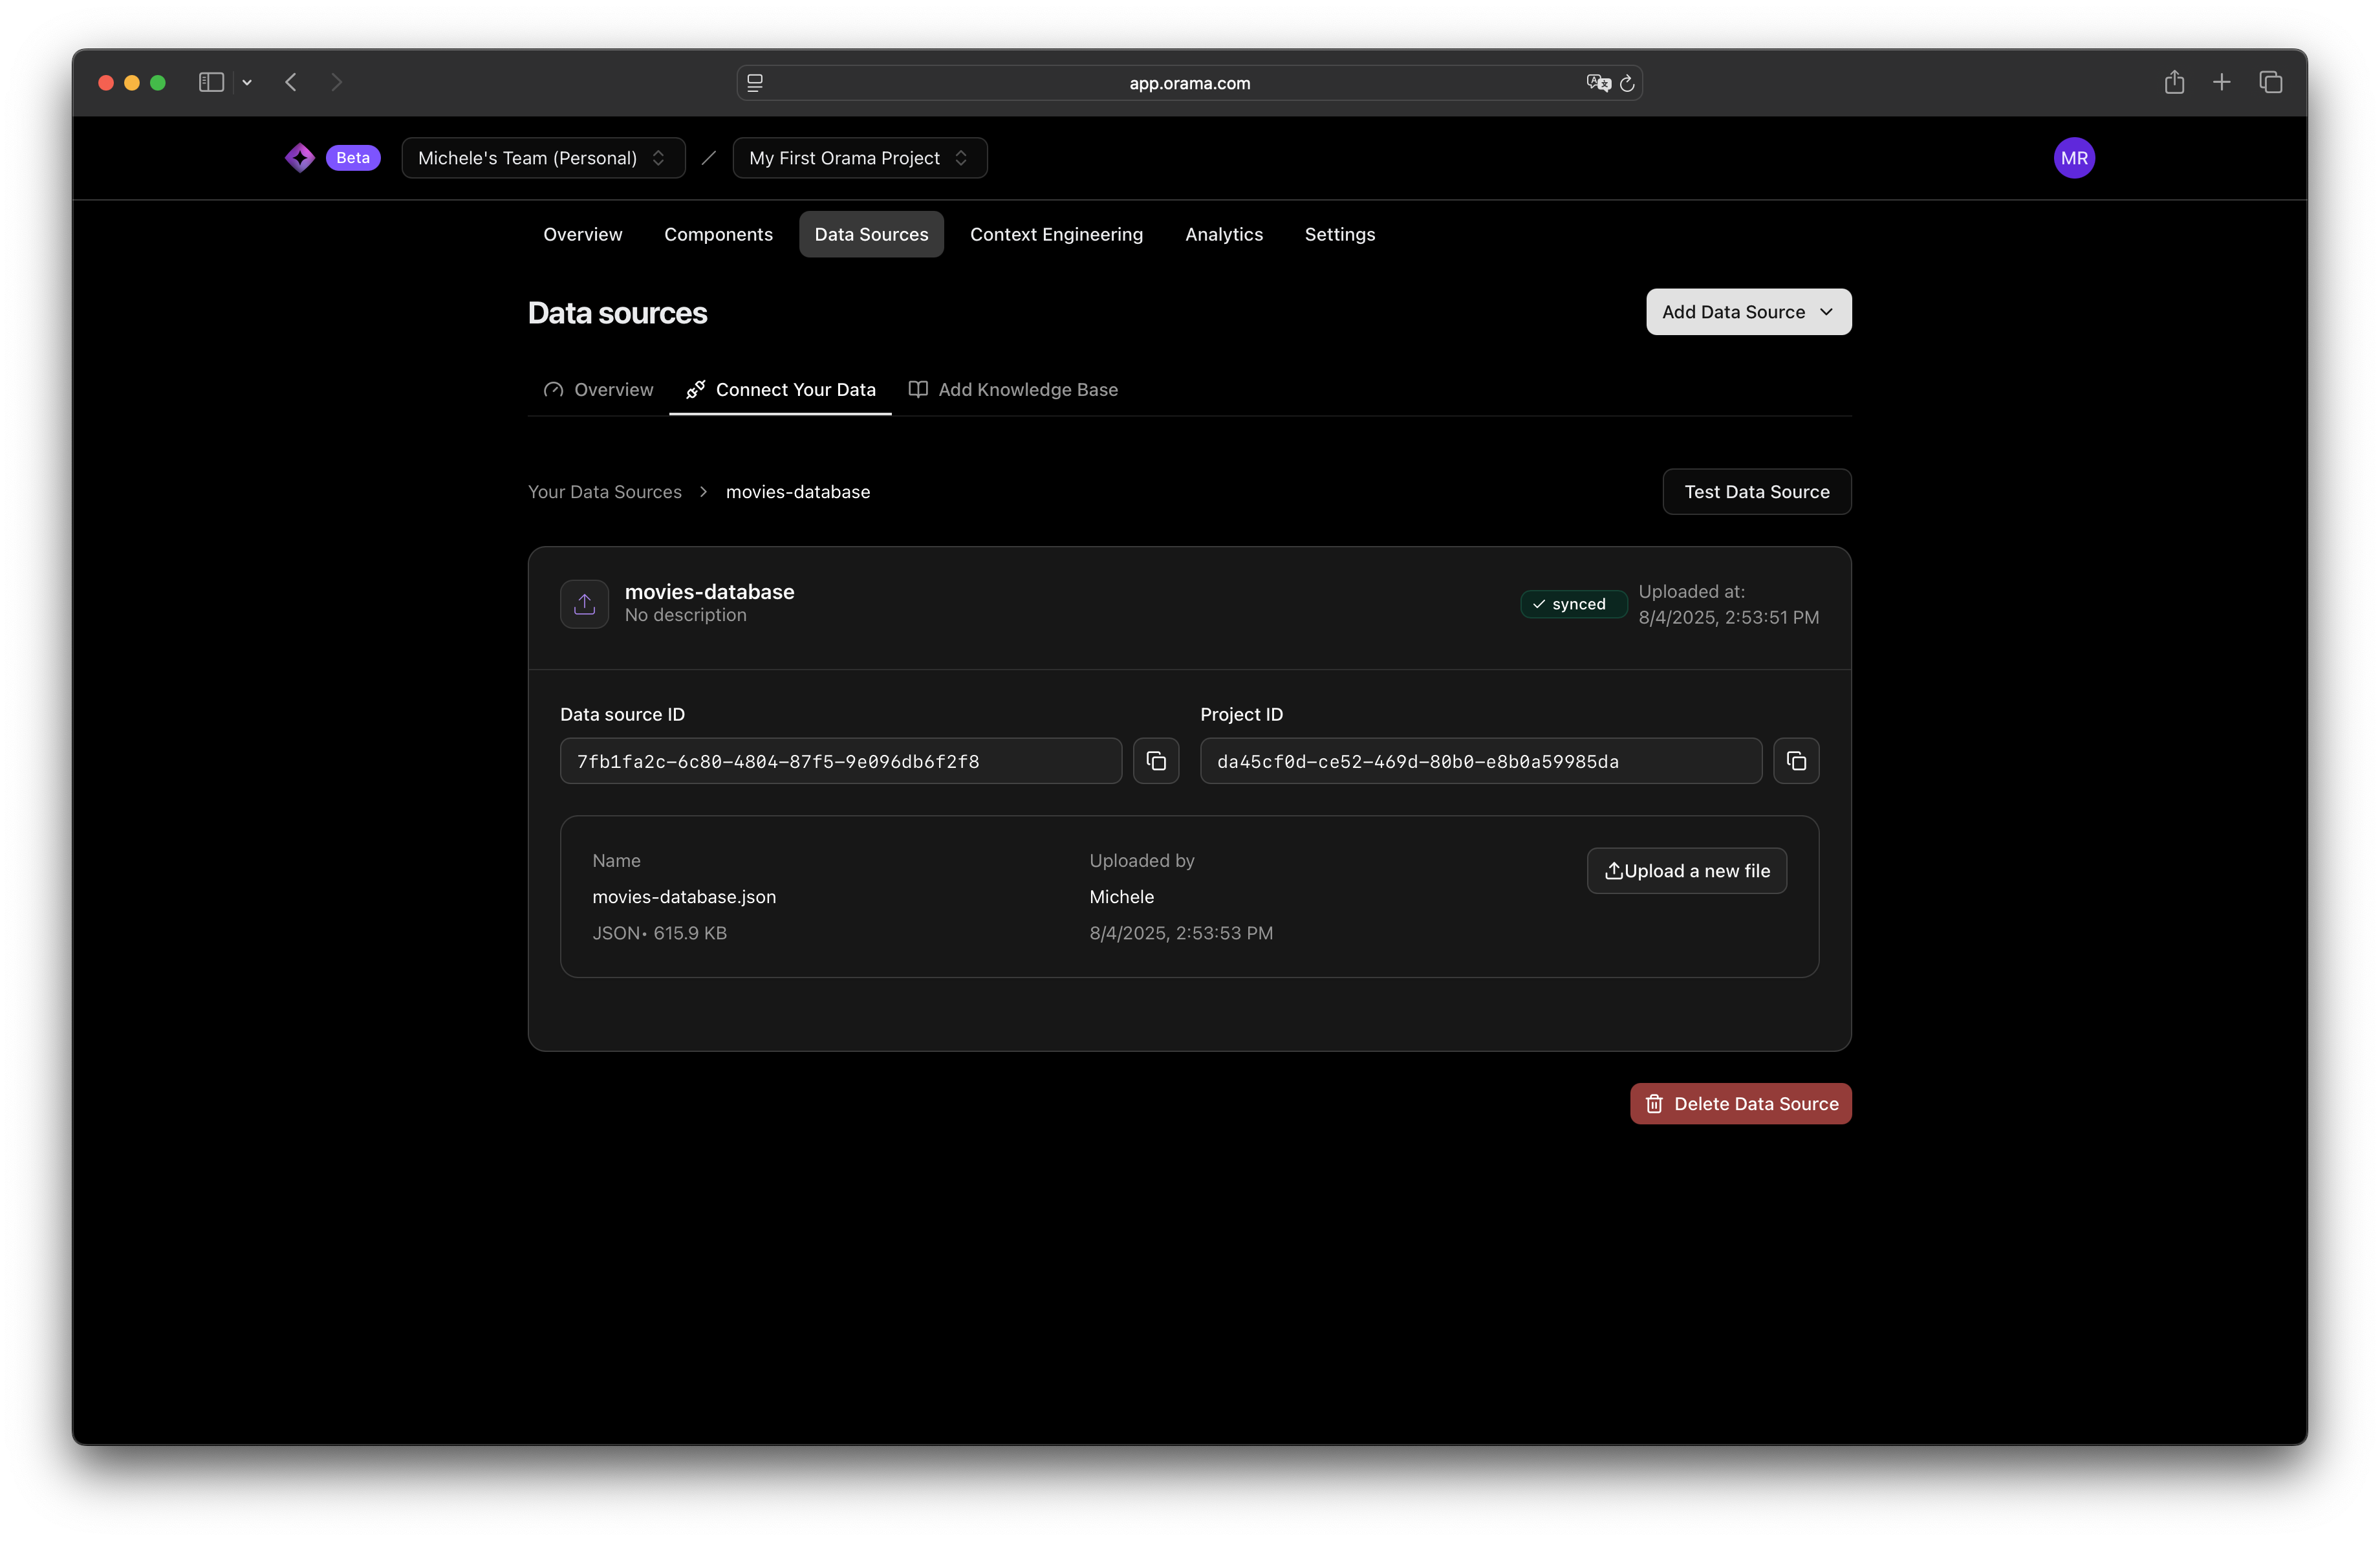 app.orama.com
Beta
Michele's Team (Personal)
My First Orama Project
MR
Overview
Components
Data Sources
Context Engineering
Analytics
Settings
Data sources
Add Data Source
Overview
Connect Your Data
Add Knowledge Base
Your Data Sources
movies-database
Test Data Source
movies-database
No description
synced
Uploaded at:
8/4/2025, 2:53:51 PM
Data source ID
Project ID
7fb1fa2c-6c80-4804-87f5-9e096db6f2f8
da45cf0d-ce52-469d-80b0-e8b0a59985da
Name
Uploaded by
Upload a new file
movies-database.json
Michele
JSON• 615.9 KB
8/4/2025, 2:53:53 PM
Delete Data Source